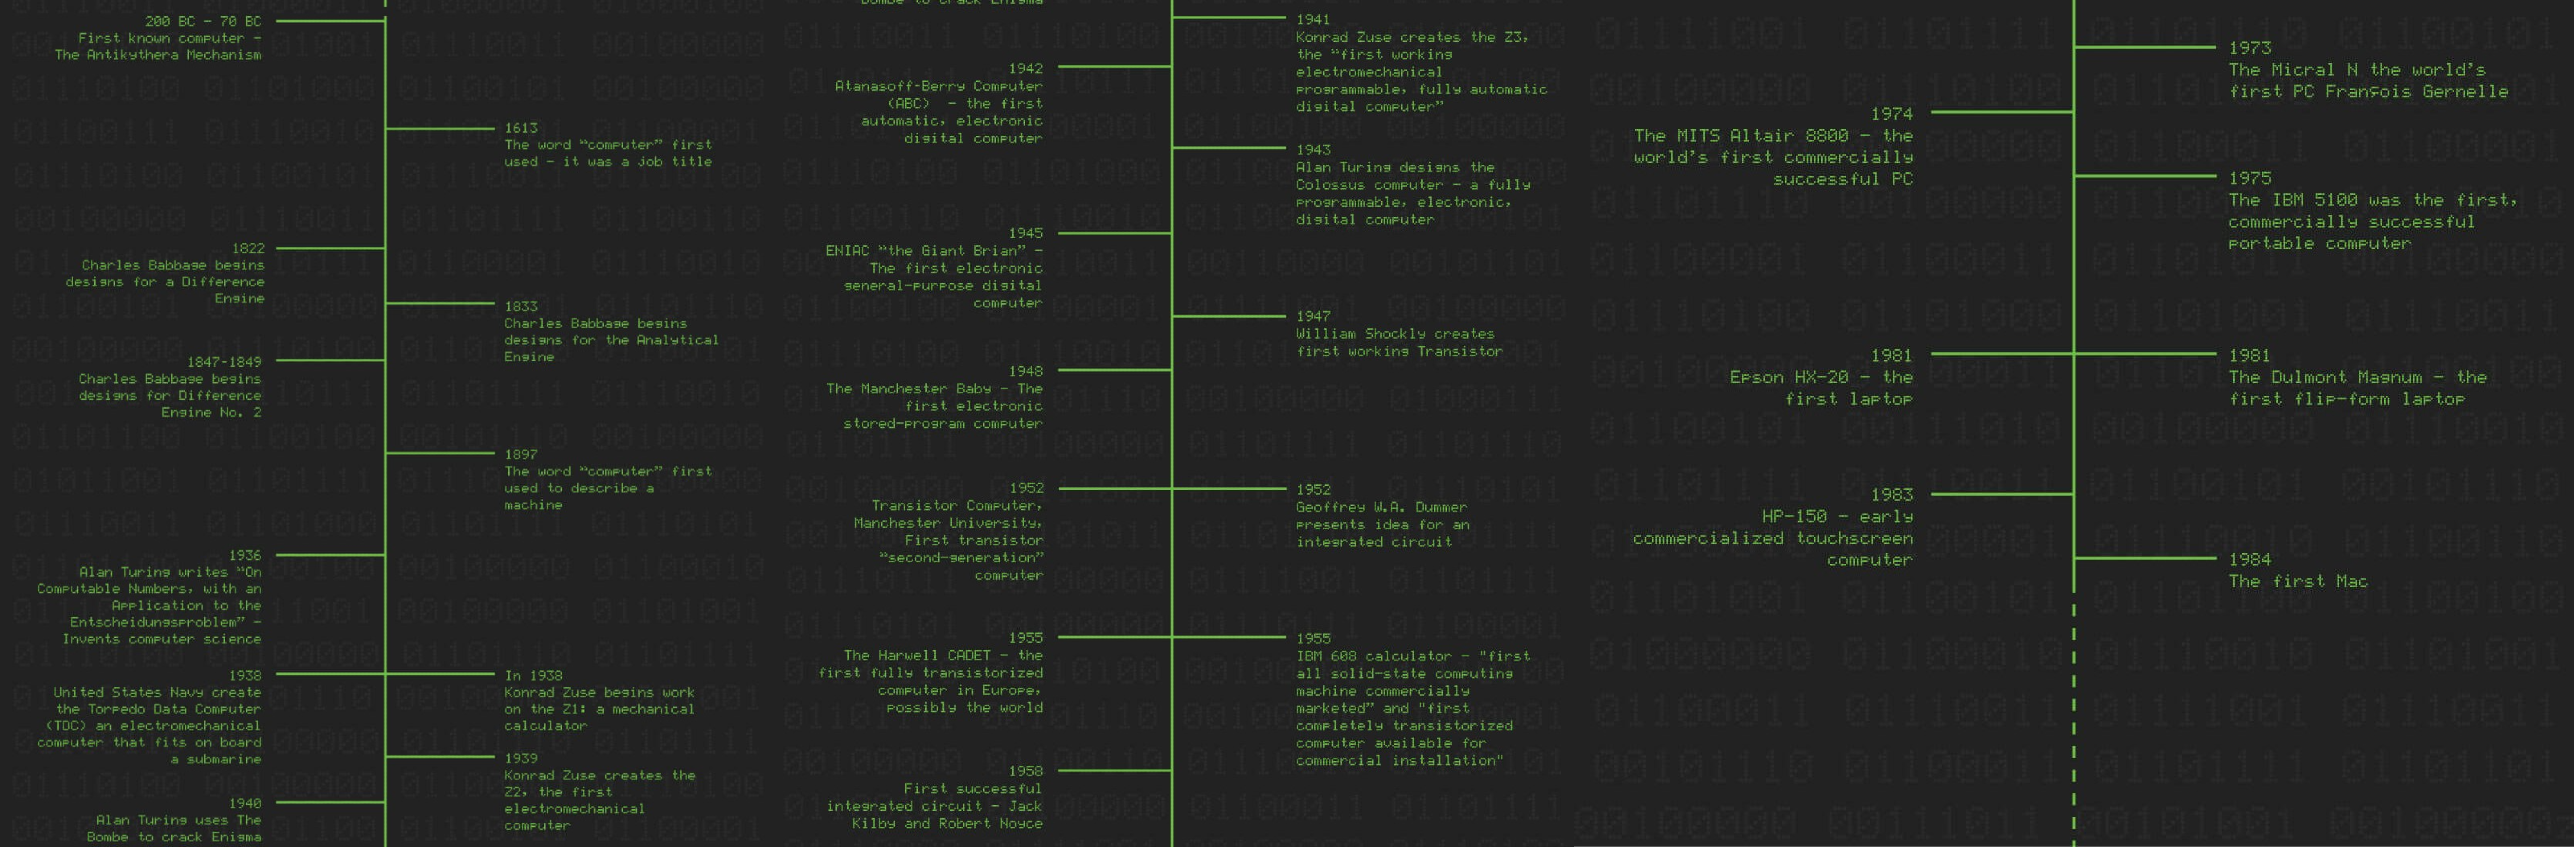 200 BC - 70 BC
First known computer -
The Antikythera Mechanism
1613
The word “computer” first
used - it was a job title
1822
Charles Babbage begins
designs for a Difference
Engine
1833
Charles Babbage begins
designs for the Analytical
Engine
1847-1849
Charles Babbage begins
designs for Difference
Engine No. 2
1897
The word “computer” first
used to describe a
machine
1936
Alan Turing writes “On
Computable Numbers, with an
Application to the
Entscheidungsproblem” -
Invents computer science
1938
United States Navy create
the Torpedo Data Computer
(TDC) an electromechanical
computer that fits on board
a submarine
In 1938
Konrad Zuse begins work
on the Z1: a mechanical
calculator
1939
Konrad Zuse creates the
Z2, the first
electromechanical
computer
1940
Alan Turing uses The
Bombe to crack Enigma
Bombe to crack Enigma
1941
Konrad Zuse creates the Z3,
the “first working
electromechanical
programmable, fully automatic
digital computer”
1942
Atanasoff-Berry Computer
(ABC) - the first
automatic, electronic
digital computer
1943
Alan Turing designs the
Colossus computer - a fully
programmable, electronic,
digital computer
1945
ENIAC “the Giant Brian” -
The first electronic
general-purpose digital
computer
1947
William Shockly creates
first working Transistor
1948
The Manchester Baby - The
first electronic
stored-program computer
1952
Transistor Computer,
Manchester University,
First transistor
“second-generation”
computer
1952
Geoffrey W.A. Dummer
presents idea for an
integrated circuit
1955
The Harwell CADET - the
first fully transistorized
computer in Europe,
possibly the world
1955
IBM 608 calculator - "first
all solid-state computing
machine commercially
marketed” and "first
completely transistorized
computer available for
commercial installation"
1958
First successful
integrated circuit - Jack
Kilby and Robert Noyce
1973
The Micral N the world’s
first PC François Gernelle
1974
The MITS Altair 8800 - the
world’s first commercially
successful PC
1975
The IBM 5100 was the first,
commercially successful
portable computer
1981
Epson HX-20 - the
first laptop
1981
The Dulmont Magnum - the
first flip-form laptop
1983
HP-150 - early
commercialized touchscreen
computer
1984
The first Mac